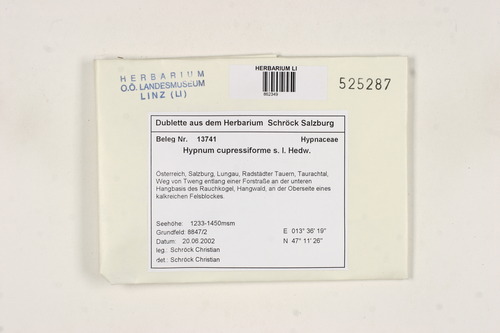 HERBARIUM
O.Ö. LANDESMUSEUM
LINZ (LI)
HERBARIUM LI
525287
Dublette aus dem Herbarium Schröck Salzburg
Beleg Nr. 13741 Hypnaceae
Hypnum cupressiforme s. l. Hedw.
Österreich, Salzburg, Lungau, Radstädter Tauern, Taurachtal,
Weg von Tweng entlang einer Forstraße an der unteren
Hangbasis des Rauchkogel, Hangwald, an der Oberseite eines
kalkreichen Felsblockes.
Seehöhe: 1233-1450msm
Grundfeld: 8847/2 E 013° 36' 19"
Datum: 20.06.2002 N 47° 11' 26"
leg.: Schröck Christian
det.: Schröck Christian